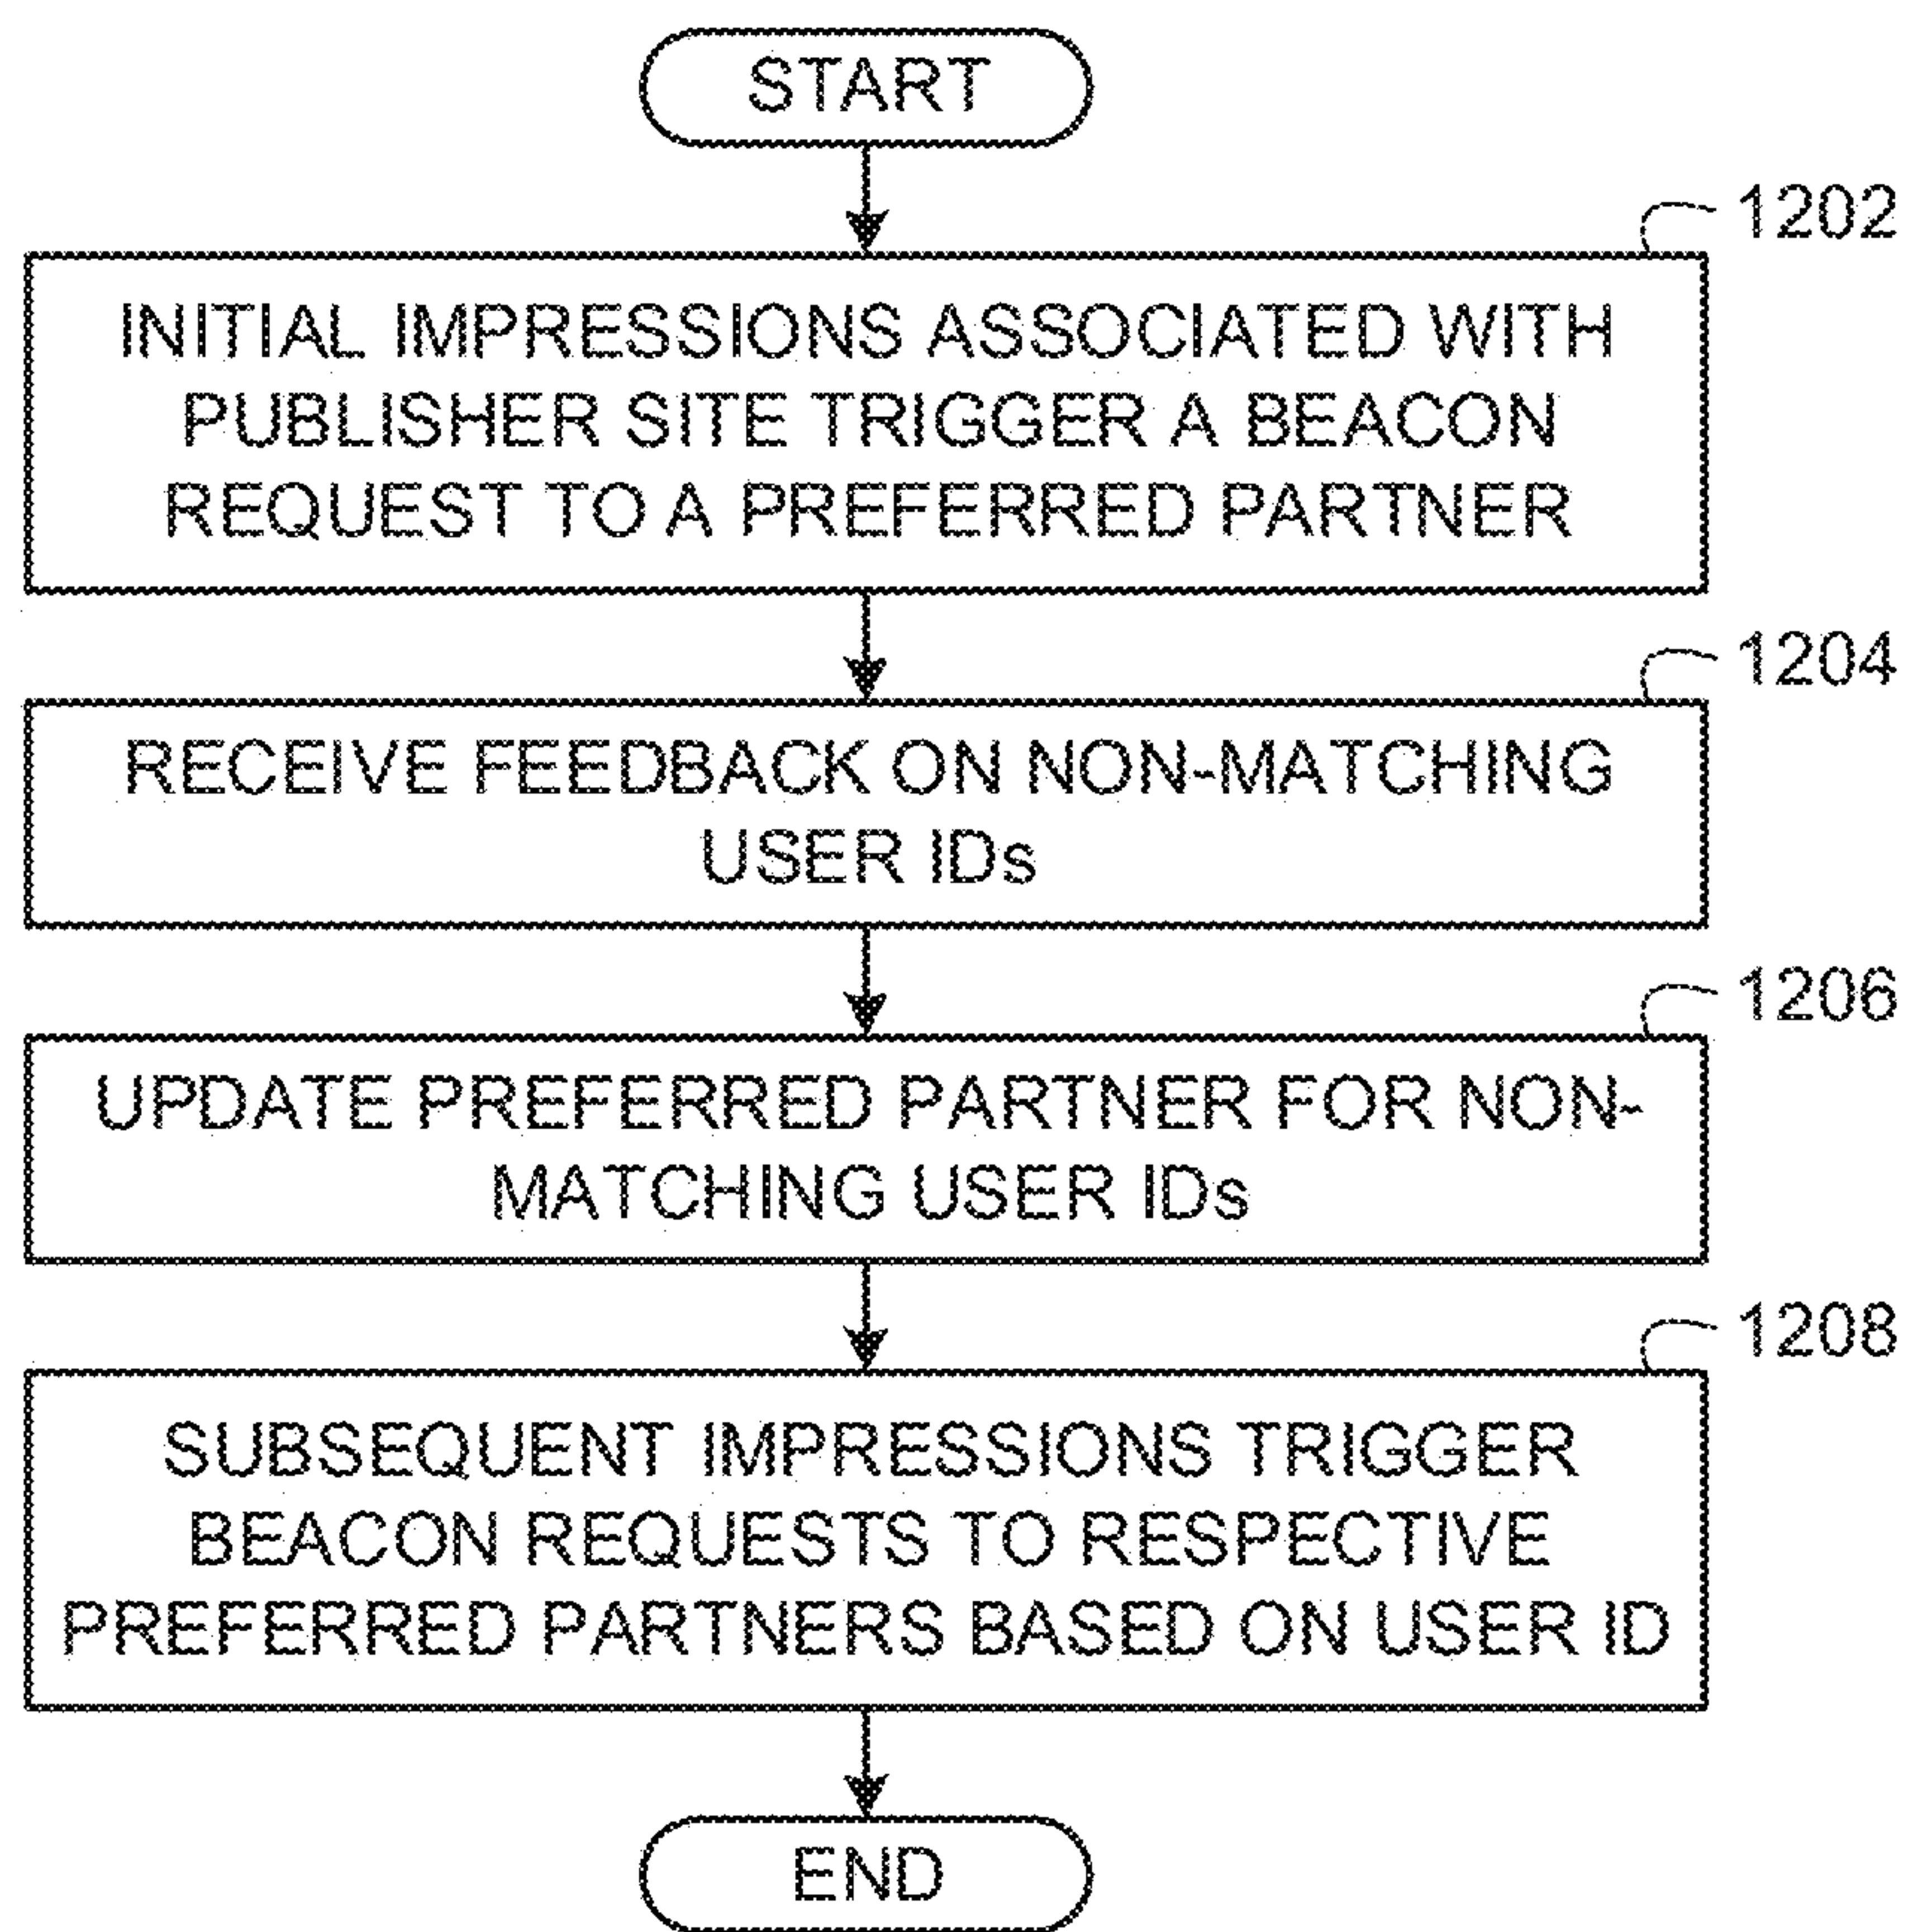 START
1202
INITIAL IMPRESSIONS ASSOCIATED WITH
PUBLISHER SITE TRIGGER A BEACON
REQUEST TO A PREFERRED PARTNER
1204
RECEIVE FEEDBACK ON NON-MATCHING
USER IDs
1206
UPDATE PREFERRED PARTNER FOR NON-
MATCHING USER IDs
1208
SUBSEQUENT IMPRESSIONS TRIGGER
BEACON REQUESTS TO RESPECTIVE
PREFERRED PARTNERS BASED ON USER ID
END